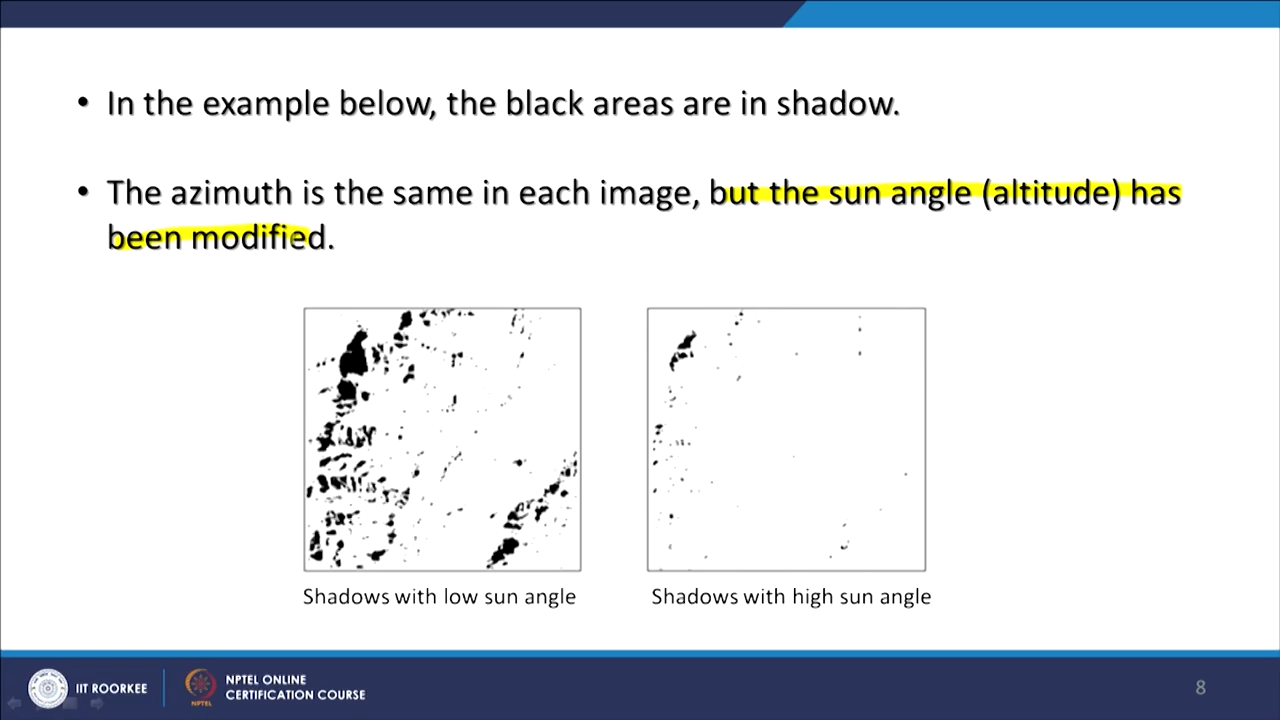 • In the example below, the black areas are in shadow.
• The azimuth is the same in each image, but the sun angle (altitude) has
been modified.
Shadows with low sun angle
Shadows with high sun angle
IIT ROORKEE
NPTEL
NPTEL ONLINE
CERTIFICATION COURSE
8